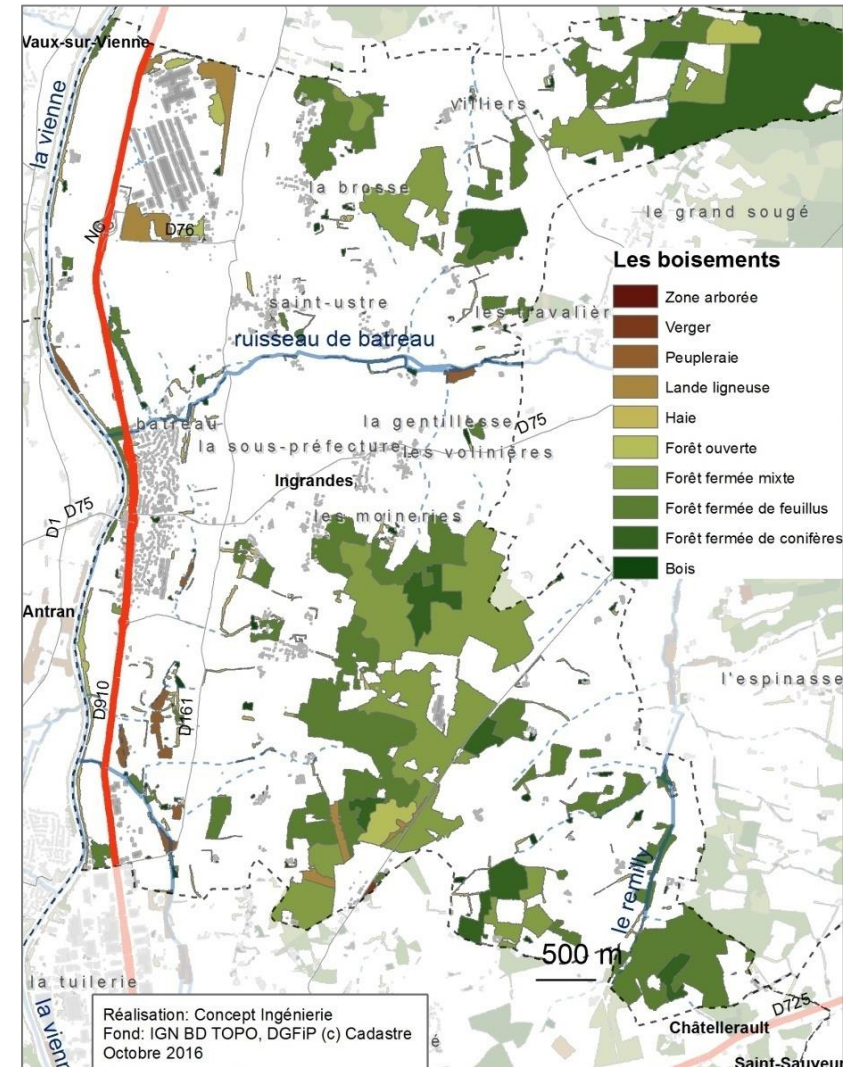 Vaux-sur-Vienne
la vienne
villiers
la brosse
le grand sougé
N6
D76
Les boisements
Zone arborée
Verger
Peupleraie
Lande ligneuse
Haie
Forêt ouverte
Forêt fermée mixte
Forêt fermée de feuillus
Forêt fermée de conifères
Bois
saint-ustre
ruisseau de batreau
batreau
la gentillesse
D75
la sous-préfecture
les volinières
Ingrandes
les moineries
D1
D75
Antran
l'espinasse
D910
D161
le remilly
500 m
la tuilerie
la
Réalisation: Concept Ingénierie
Fond: IGN BD TOPO, DGFiP (c) Cadastre
Octobre 2016
D725
Châtellerault
Saint-Sauveur